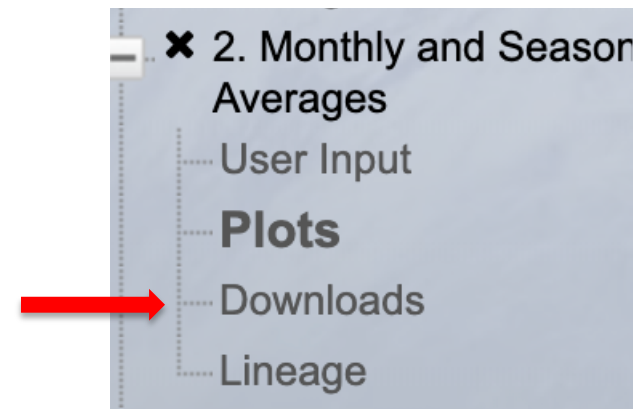 ✖ 2. Monthly and Season
Averages
User Input
Plots
Downloads
Lineage